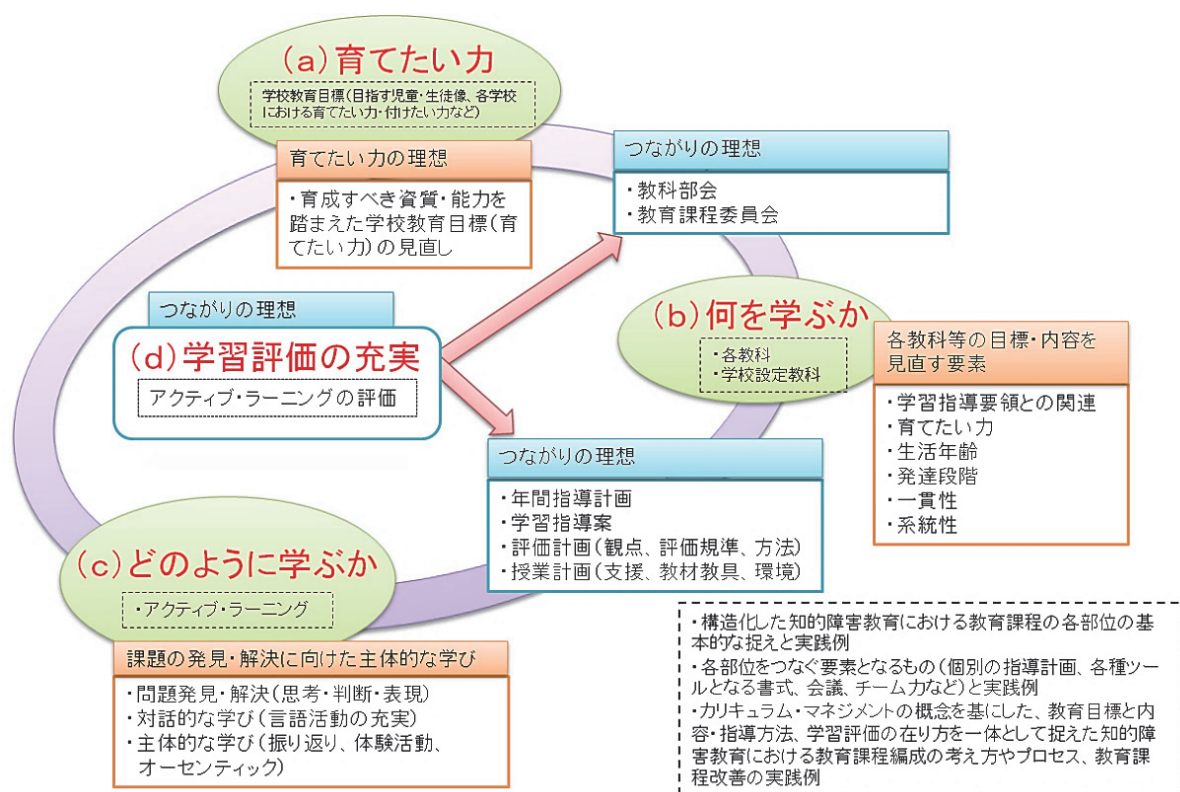 (a)育てたい力
学校教育目標(目指す児童・生徒像、各学校
における育てたい力・付けたい力など)
育てたい力の理想
・育成すべき資質・能力を
踏まえた学校教育目標(育
てたい力)の見直し
つながりの理想
・教科部会
・教育課程委員会
つながりの理想
(d)学習評価の充実
アクティブ・ラーニングの評価
(b)何を学ぶか
・各教科
・学校設定教科
各教科等の目標・内容を
見直す要素
・学習指導要領との関連
・育てたい力
・生活年齢
・発達段階
・一貫性
・系統性
つながりの理想
・年間指導計画
・学習指導案
・評価計画(観点、評価規準、方法)
・授業計画(支援、教材教具、環境)
(c)どのように学ぶか
・アクティブ・ラーニング
課題の発見・解決に向けた主体的な学び
・問題発見・解決(思考・判断・表現)
・対話的な学び(言語活動の充実)
・主体的な学び(振り返り、体験活動、
オーセンティック)
・構造化した知的障害教育における教育課程の各部位の基
本的な捉えと実践例
・各部位をつなぐ要素となるもの(個別の指導計画、各種ツー
ルとなる書式、会議、チーム力など)と実践例
・カリキュラム・マネジメントの概念を基にした、教育目標と内
容・指導方法、学習評価の在り方を一体として捉えた知的障
害教育における教育課程編成の考え方やプロセス、教育課
程改善の実践例